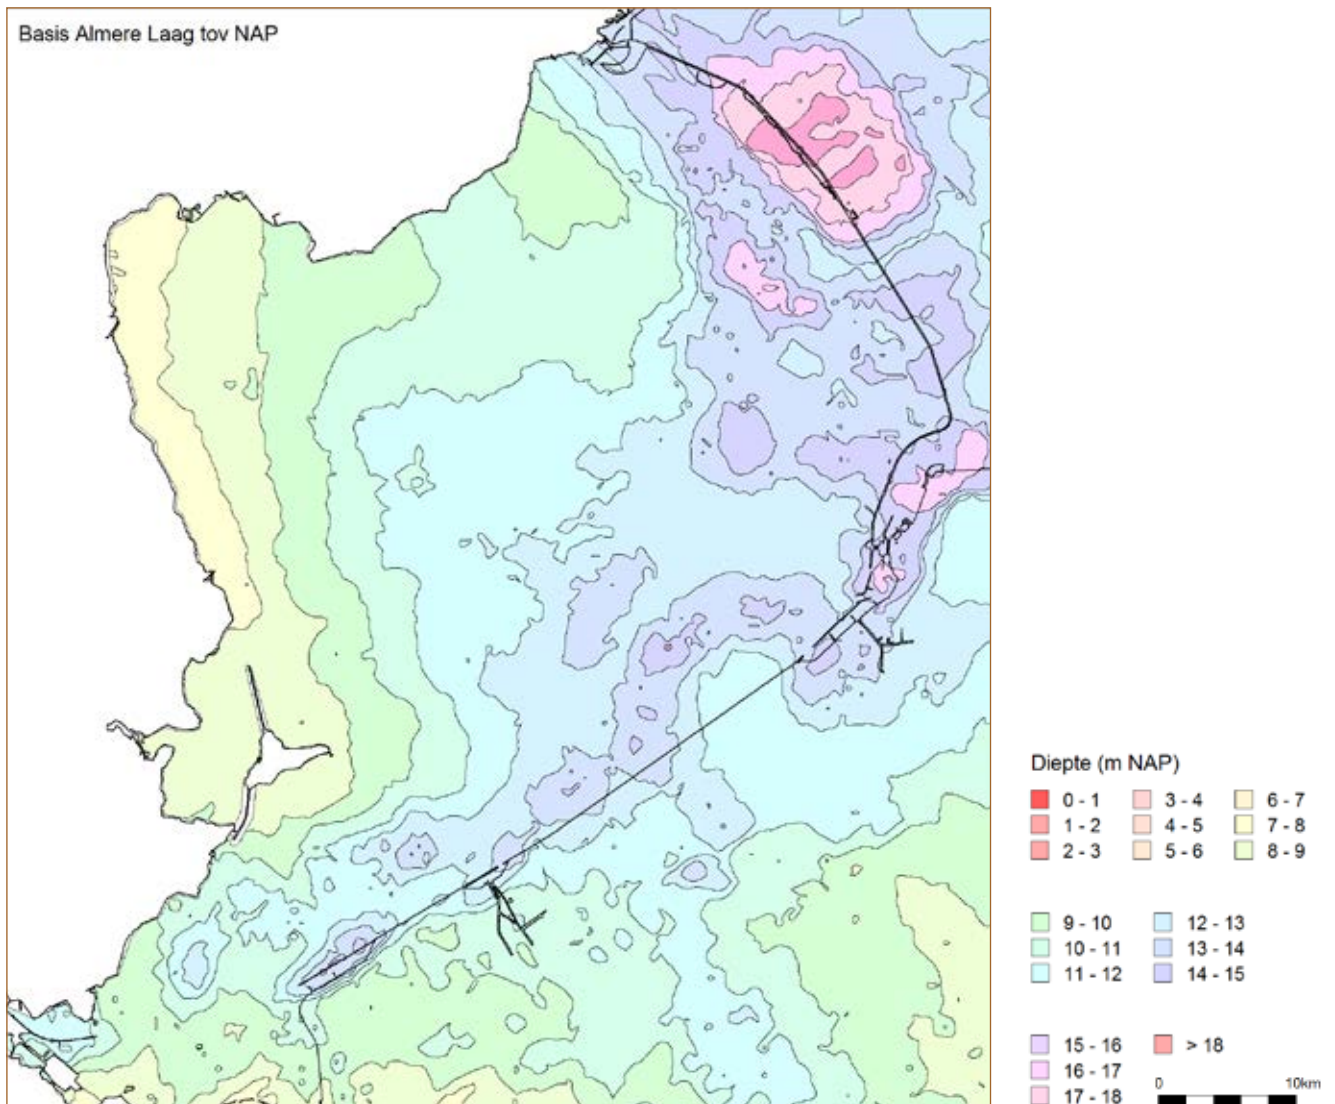 Basis Almere Laag tov NAP
Diepte (m NAP)
0 - 1 3 - 4 6 - 7
1 - 2 4 - 5 7 - 8
2 - 3 5 - 6 8 - 9
9 - 10 12 - 13
10 - 11 13 - 14
11 - 12 14 - 15
15 - 16 > 18
16 - 17
17 - 18
0 10km